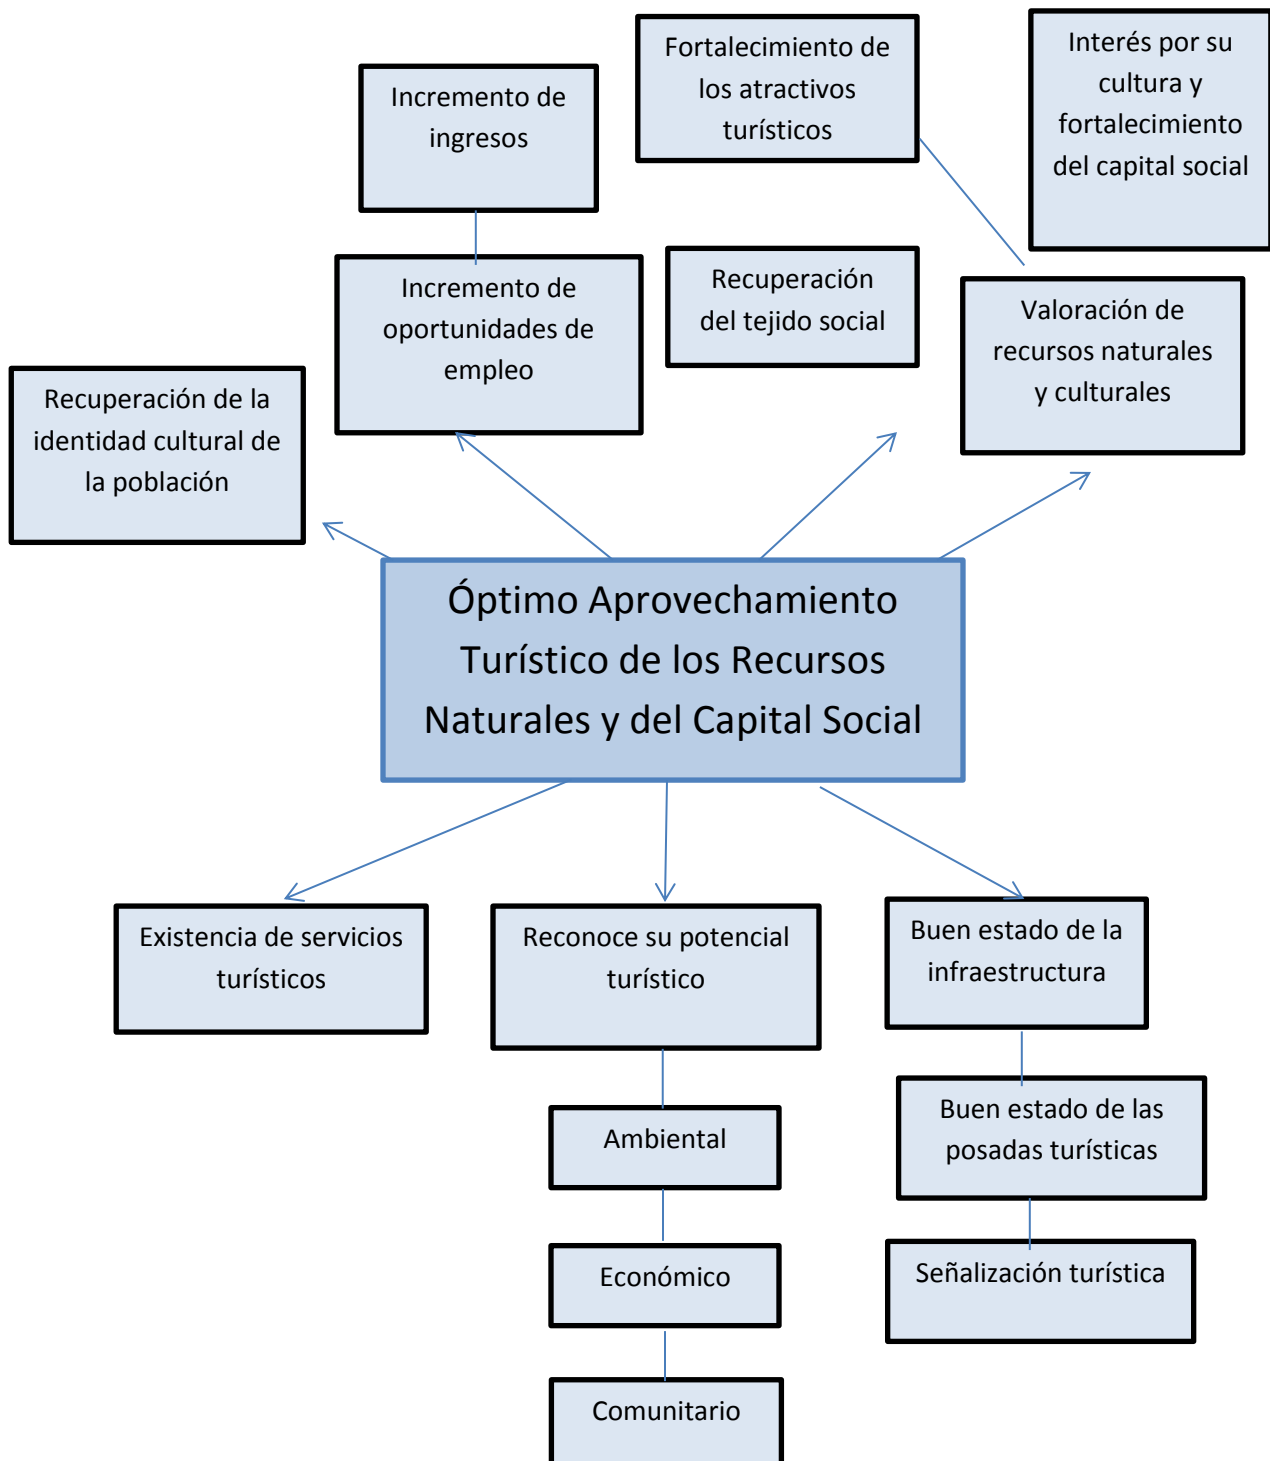 Fortalecimiento de
los atractivos
turísticos
Interés por su
cultura y
fortalecimiento
del capital social
Incremento de
ingresos
Incremento de
oportunidades de
empleo
Recuperación
del tejido social
Valoración de
recursos naturales
y culturales
Recuperación de la
identidad cultural de
la población
Óptimo Aprovechamiento
Turístico de los Recursos
Naturales y del Capital Social
Existencia de servicios
turísticos
Reconoce su potencial
turístico
Buen estado de la
infraestructura
Ambiental
Buen estado de las
posadas turísticas
Económico
Señalización turística
Comunitario